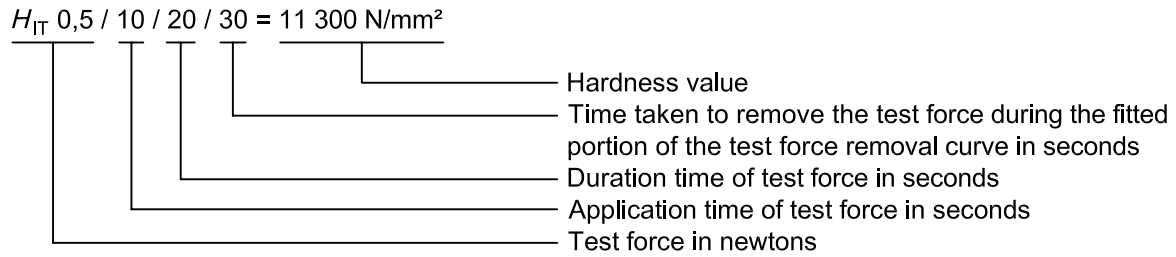 H_IT 0,5 / 10 / 20 / 30 = 11 300 N/mm²
Hardness value
Time taken to remove the test force during the fitted
portion of the test force removal curve in seconds
Duration time of test force in seconds
Application time of test force in seconds
Test force in newtons